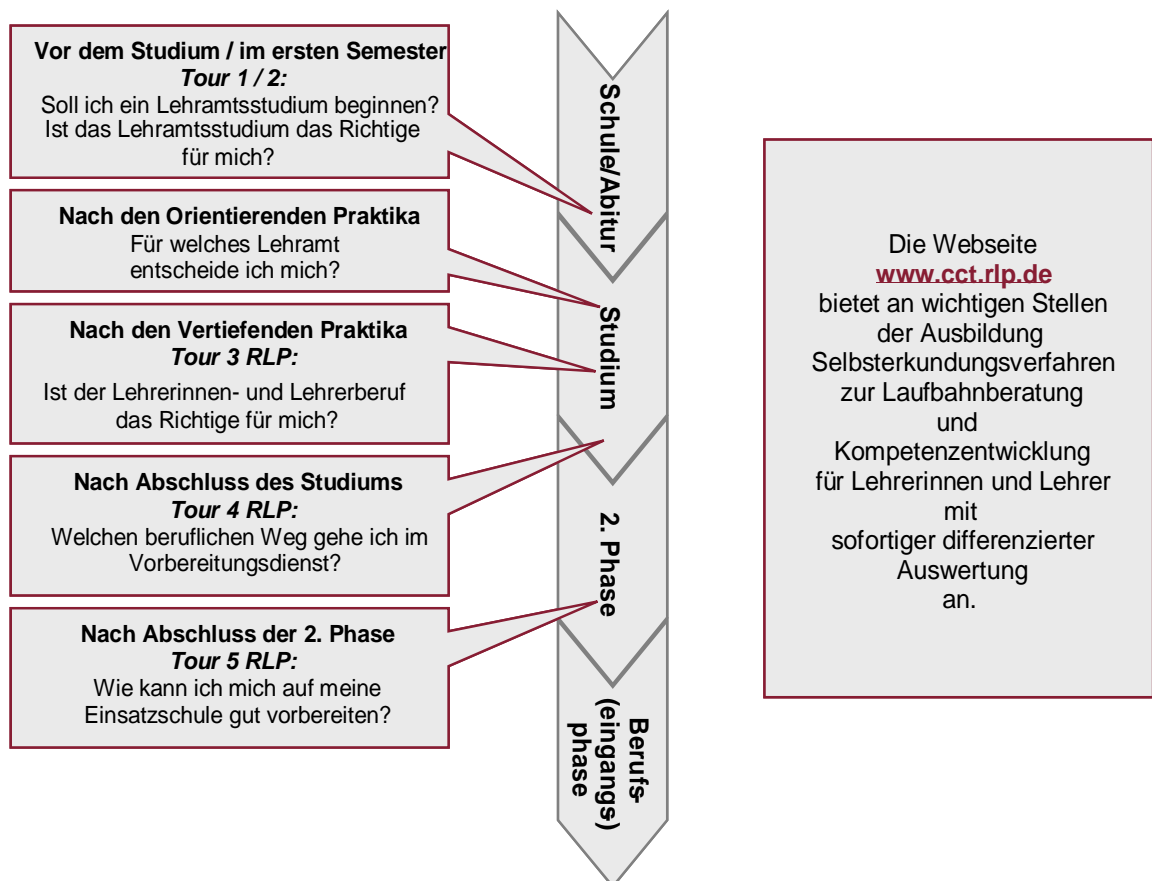 Vor dem Studium / im ersten Semester
Tour 1 / 2:
Soll ich ein Lehramtsstudium beginnen?
Ist das Lehramtsstudium das Richtige
für mich?
Nach den Orientierenden Praktika
Für welches Lehramt
entscheide ich mich?
Nach den Vertiefenden Praktika
Tour 3 RLP:
Ist der Lehrerinnen- und Lehrerberuf
das Richtige für mich?
Nach Abschluss des Studiums
Tour 4 RLP:
Welchen beruflichen Weg gehe ich im
Vorbereitungsdienst?
Nach Abschluss der 2. Phase
Tour 5 RLP:
Wie kann ich mich auf meine
Einsatzschule gut vorbereiten?
Schule/Abitur
Studium
2. Phase
Berufs-
(eingangs-)
phase
Die Webseite
www.cct.rlp.de
bietet an wichtigen Stellen
der Ausbildung
Selbsterkundungsverfahren
zur Laufbahnberatung
und
Kompetenzentwicklung
für Lehrerinnen und Lehrer
mit
sofortiger differenzierter
Auswertung
an.